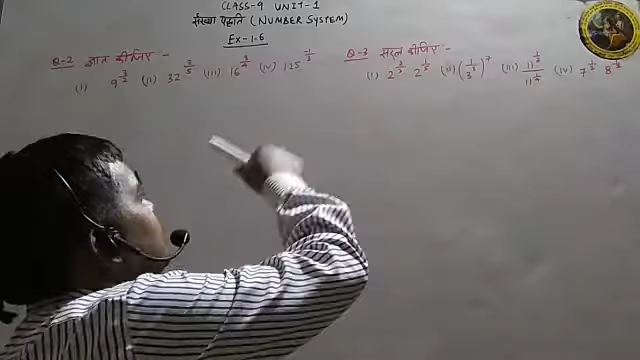 CLASS-9 UNIT-1
संख्या पद्धति (NUMBER SYSTEM)
Ex-1.6
Q-2 ज्ञात कीजिए :-
(i) 9^(3/2) (ii) 32^(2/5) (iii) 16^(3/4) (iv) 125^(1/3)
Q-3 सरल कीजिए :-
(i) 2^(2/3) 2^(1/5) (ii) (1/3^3)^7 (iii) 11^(1/2)/11^(1/4) (iv) 7^(1/2) 8^(1/2)